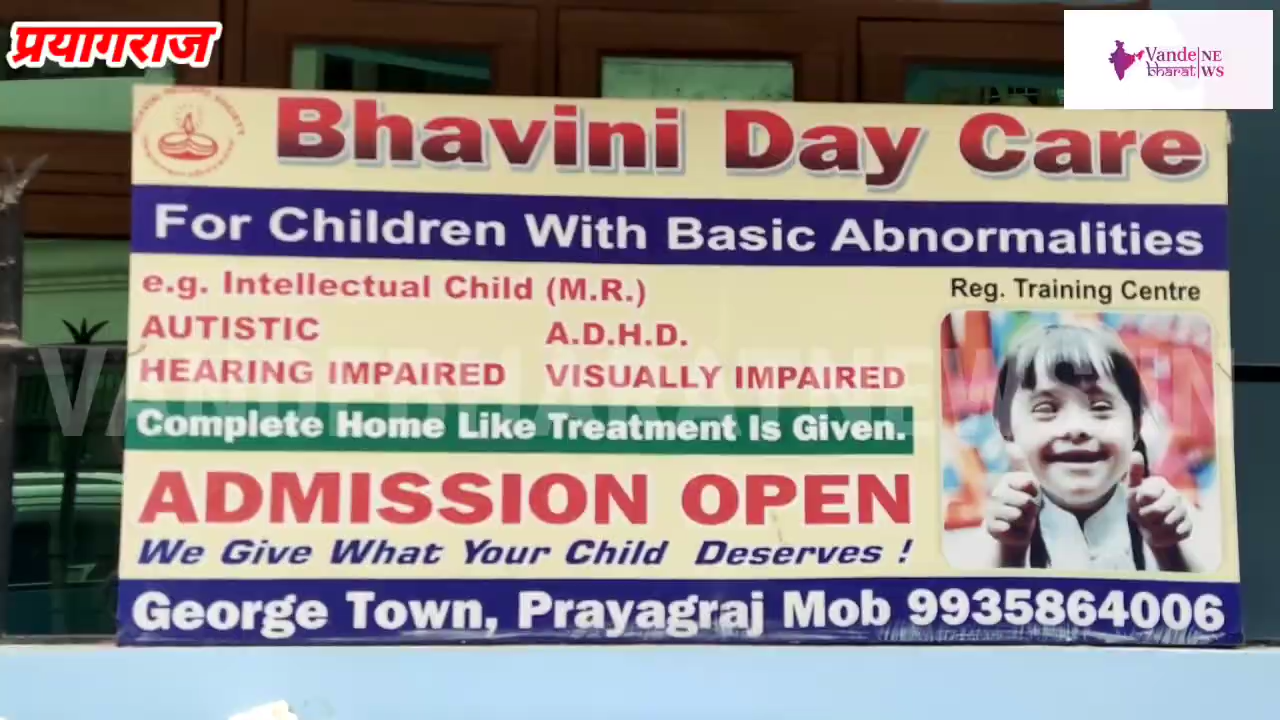 प्रयागराज
Vande NE
bharat WS
Bhavini Day Care
For Children With Basic Abnormalities
e.g. Intellectual Child (M.R.)
Reg. Training Centre
AUTISTIC A.D.H.D.
HEARING IMPAIRED VISUALLY IMPAIRED
VANDEBHARATNEWS.IN
Complete Home Like Treatment Is Given.
ADMISSION OPEN
We Give What Your Child Deserves !
George Town, Prayagraj Mob 9935864006